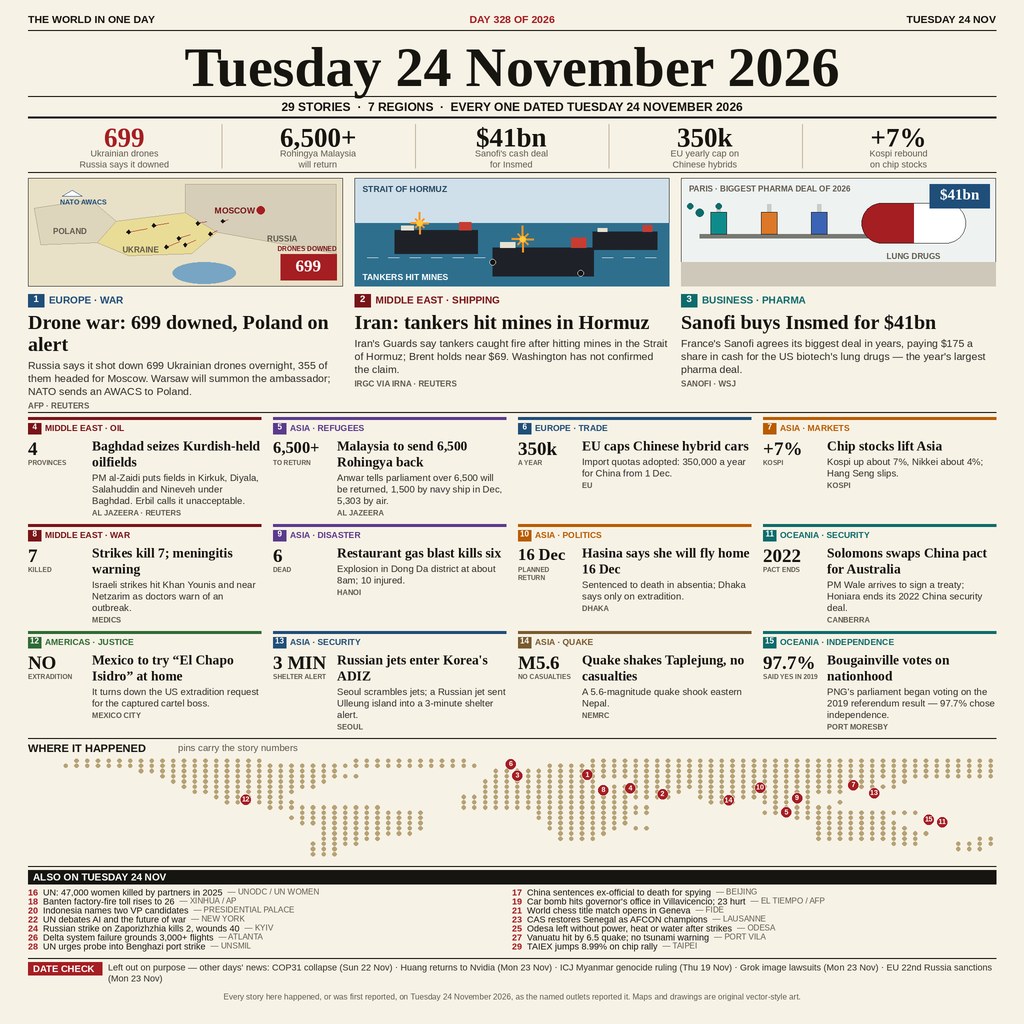 THE WORLD IN ONE DAY
DAY 328 OF 2026
TUESDAY 24 NOV
Tuesday 24 November 2026
29 STORIES · 7 REGIONS · EVERY ONE DATED TUESDAY 24 NOVEMBER 2026
699
Ukrainian drones
Russia says it downed
6,500+
Rohingya Malaysia
will return
$41bn
Sanofi's cash deal
for Insmed
350k
EU yearly cap on
Chinese hybrids
+7%
Kospi rebound
on chip stocks
NATO AWACS
MOSCOW
POLAND
UKRAINE
RUSSIA
DRONES DOWNED
699
STRAIT OF HORMUZ
TANKERS HIT MINES
PARIS · BIGGEST PHARMA DEAL OF 2026
$41bn
LUNG DRUGS
1 EUROPE · WAR
Drone war: 699 downed, Poland on
alert
Russia says it shot down 699 Ukrainian drones overnight, 355 of
them headed for Moscow. Warsaw will summon the ambassador;
NATO sends an AWACS to Poland.
AFP · REUTERS
2 MIDDLE EAST · SHIPPING
Iran: tankers hit mines in Hormuz
Iran's Guards say tankers caught fire after hitting mines in the Strait
of Hormuz; Brent holds near $69. Washington has not confirmed
the claim.
IRGC VIA IRNA · REUTERS
3 BUSINESS · PHARMA
Sanofi buys Insmed for $41bn
France's Sanofi agrees its biggest deal in years, paying $175 a
share in cash for the US biotech's lung drugs — the year's largest
pharma deal.
SANOFI · WSJ
4 MIDDLE EAST · OIL
4
PROVINCES
Baghdad seizes Kurdish-held
oilfields
PM al-Zaidi puts fields in Kirkuk, Diyala,
Salahuddin and Nineveh under
Baghdad. Erbil calls it unacceptable.
AL JAZEERA · REUTERS
5 ASIA · REFUGEES
6,500+
TO RETURN
Malaysia to send 6,500
Rohingya back
Anwar tells parliament over 6,500 will
be returned, 1,500 by navy ship in Dec,
5,303 by air.
AL JAZEERA
6 EUROPE · TRADE
350k
A YEAR
EU caps Chinese hybrid cars
Import quotas adopted: 350,000 a year
for China from 1 Dec.
EU
7 ASIA · MARKETS
+7%
KOSPI
Chip stocks lift Asia
Kospi up about 7%, Nikkei about 4%;
Hang Seng slips.
KOSPI
8 MIDDLE EAST · WAR
7
KILLED
Strikes kill 7; meningitis
warning
Israeli strikes hit Khan Younis and near
Netzarim as doctors warn of an
outbreak.
MEDICS
9 ASIA · DISASTER
6
DEAD
Restaurant gas blast kills six
Explosion in Dong Da district at about
8am; 10 injured.
HANOI
10 ASIA · POLITICS
16 Dec
PLANNED
RETURN
Hasina says she will fly home
16 Dec
Sentenced to death in absentia; Dhaka
says only on extradition.
DHAKA
11 OCEANIA · SECURITY
2022
PACT ENDS
Solomons swaps China pact
for Australia
PM Wale arrives to sign a treaty;
Honiara ends its 2022 China security
deal.
CANBERRA
12 AMERICAS · JUSTICE
NO
EXTRADITION
Mexico to try “El Chapo
Isidro” at home
It turns down the US extradition request
for the captured cartel boss.
MEXICO CITY
13 ASIA · SECURITY
3 MIN
SHELTER ALERT
Russian jets enter Korea's
ADIZ
Seoul scrambles jets; a Russian jet sent
Ulleung island into a 3-minute shelter
alert.
SEOUL
14 ASIA · QUAKE
M5.6
NO CASUALTIES
Quake shakes Taplejung, no
casualties
A 5.6-magnitude quake shook eastern
Nepal.
NEMRC
15 OCEANIA · INDEPENDENCE
97.7%
SAID YES IN 2019
Bougainville votes on
nationhood
PNG's parliament began voting on the
2019 referendum result — 97.7% chose
independence.
PORT MORESBY
WHERE IT HAPPENED
pins carry the story numbers
6
3
1
8
4
2
12
14
10
9
5
7
13
15
11
ALSO ON TUESDAY 24 NOV
16 UN: 47,000 women killed by partners in 2025 — UNODC / UN WOMEN
17 China sentences ex-official to death for spying — BEIJING
18 Banten factory-fire toll rises to 26 — XINHUA / AP
19 Car bomb hits governor's office in Villavicencio; 23 hurt — EL TIEMPO / AFP
20 Indonesia names two VP candidates — PRESIDENTIAL PALACE
21 World chess title match opens in Geneva — FIDE
22 UN debates AI and the future of war — NEW YORK
23 CAS restores Senegal as AFCON champions — LAUSANNE
24 Russian strike on Zaporizhzhia kills 2, wounds 40 — KYIV
25 Odesa left without power, heat or water after strikes — ODESA
26 Delta system failure grounds 3,000+ flights — ATLANTA
27 Vanuatu hit by 6.5 quake; no tsunami warning — PORT VILA
28 UN urges probe into Benghazi port strike — UNSMIL
29 TAIEX jumps 8.99% on chip rally — TAIPEI
DATE CHECK
Left out on purpose — other days' news: COP31 collapse (Sun 22 Nov) · Huang returns to Nvidia (Mon 23 Nov) · ICJ Myanmar genocide ruling (Thu 19 Nov) · Grok image lawsuits (Mon 23 Nov) · EU 22nd Russia sanctions
(Mon 23 Nov)
Every story here happened, or was first reported, on Tuesday 24 November 2026, as the named outlets reported it. Maps and drawings are original vector-style art.